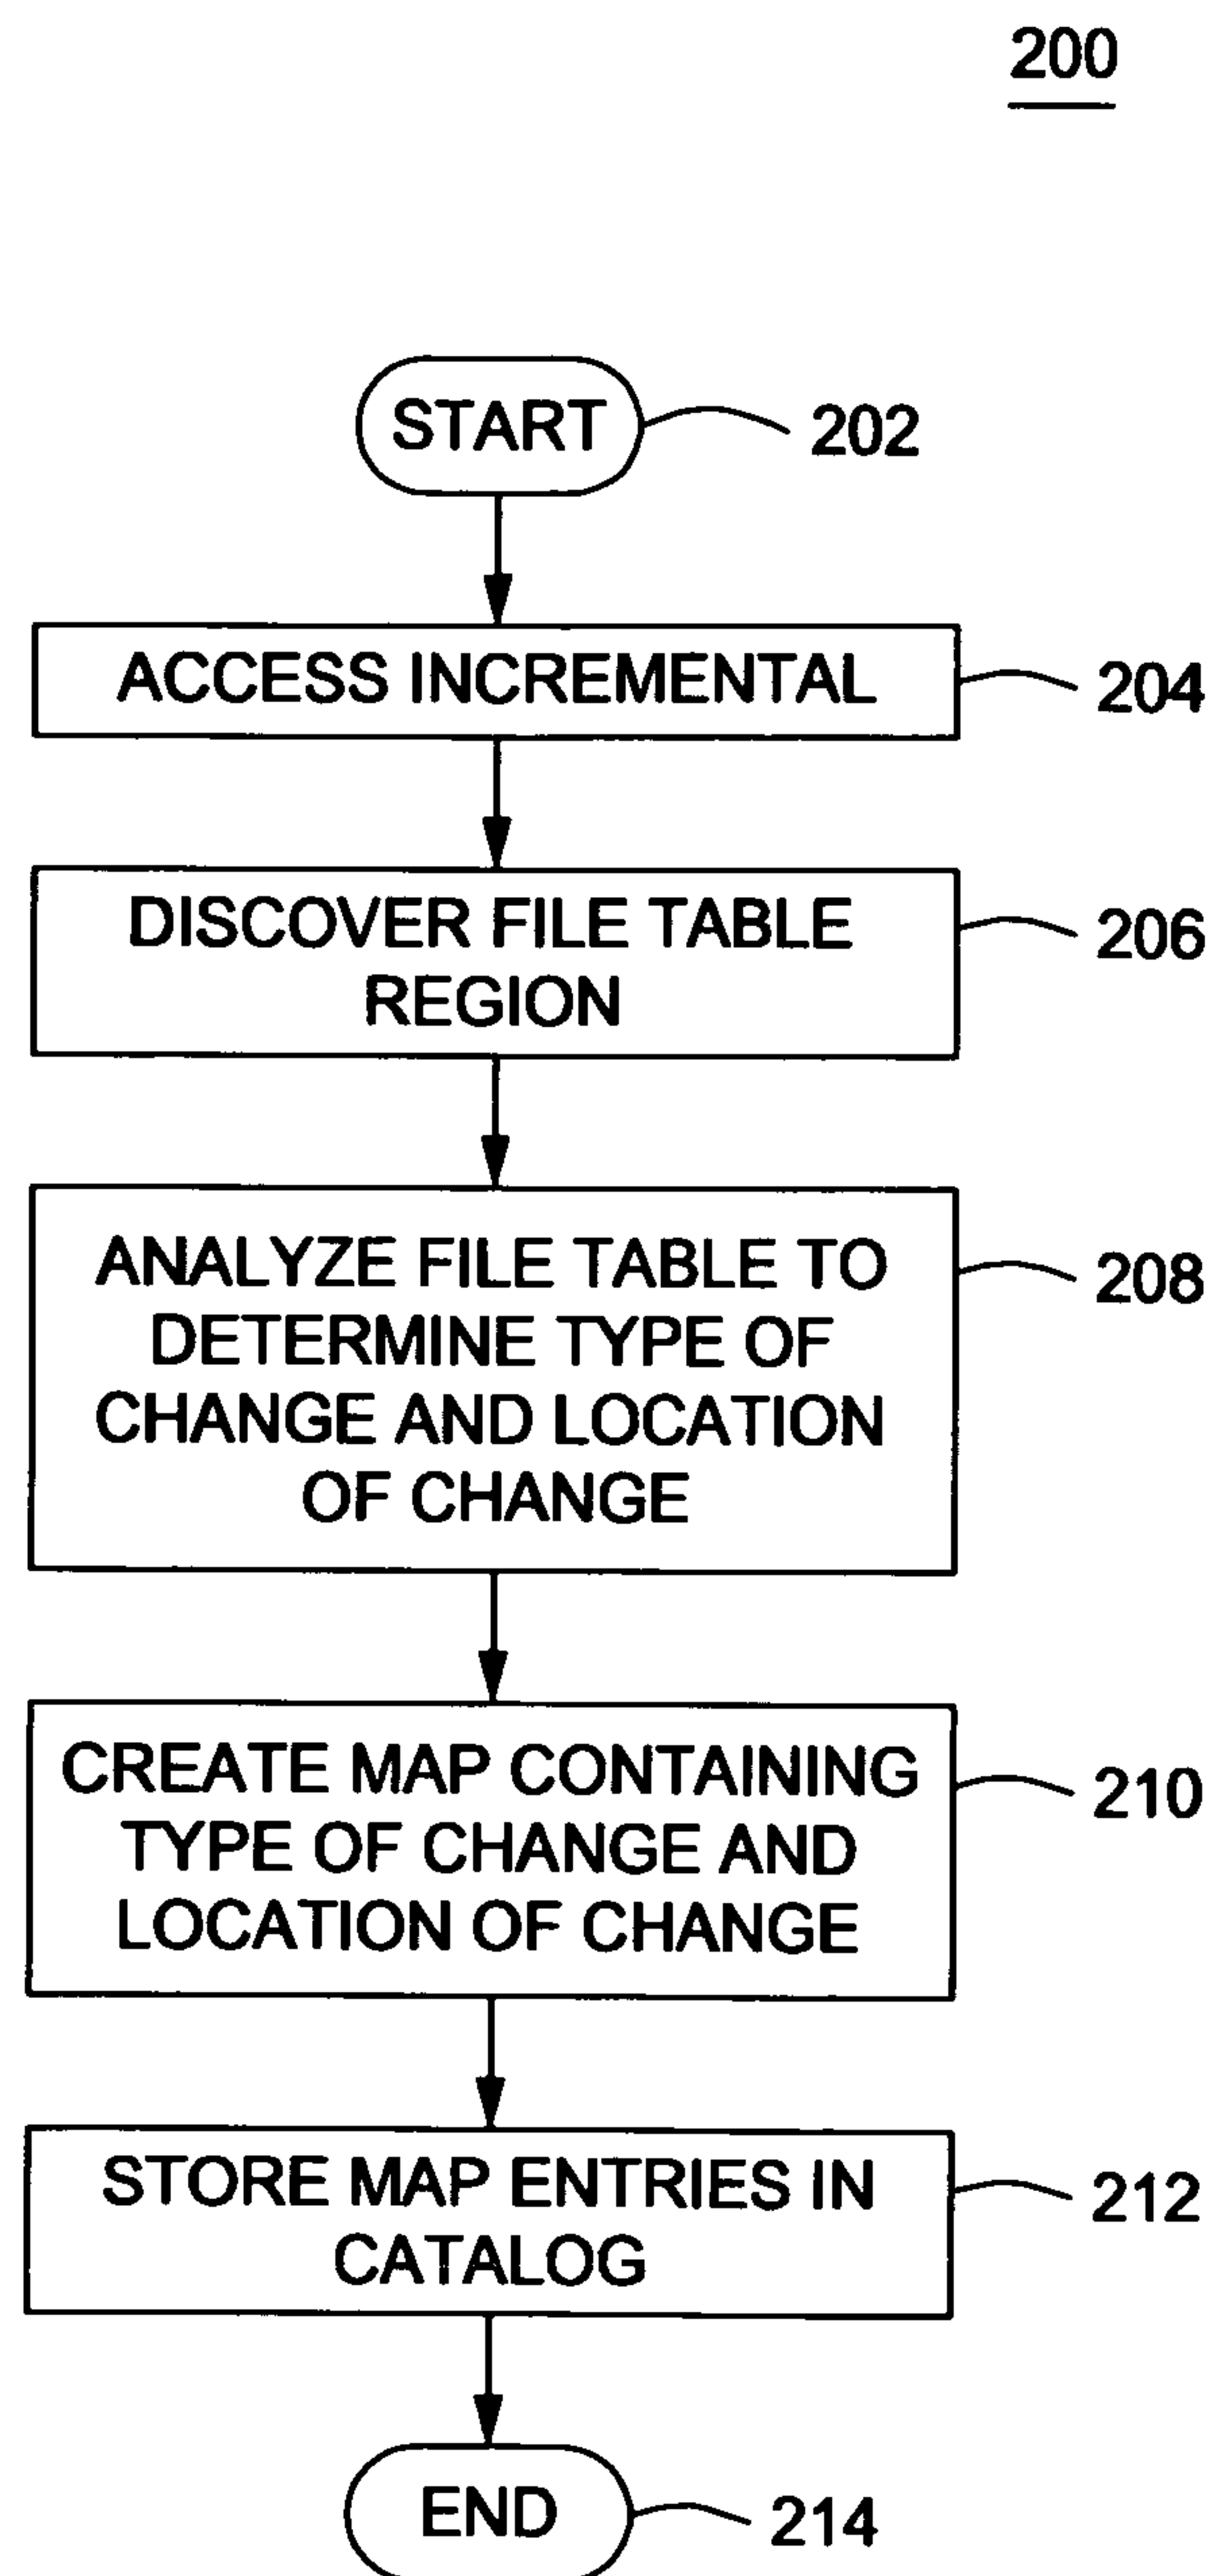 200
START
202
ACCESS INCREMENTAL
204
DISCOVER FILE TABLE
REGION
206
ANALYZE FILE TABLE TO
DETERMINE TYPE OF
CHANGE AND LOCATION
OF CHANGE
208
CREATE MAP CONTAINING
TYPE OF CHANGE AND
LOCATION OF CHANGE
210
STORE MAP ENTRIES IN
CATALOG
212
END
214